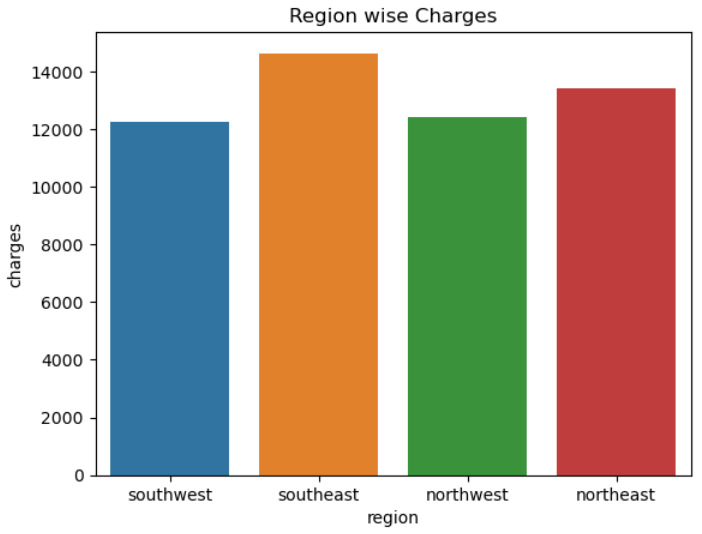 Region wise Charges
charges
14000
12000
10000
8000
6000
4000
2000
0
southwest southeast northwest northeast
region